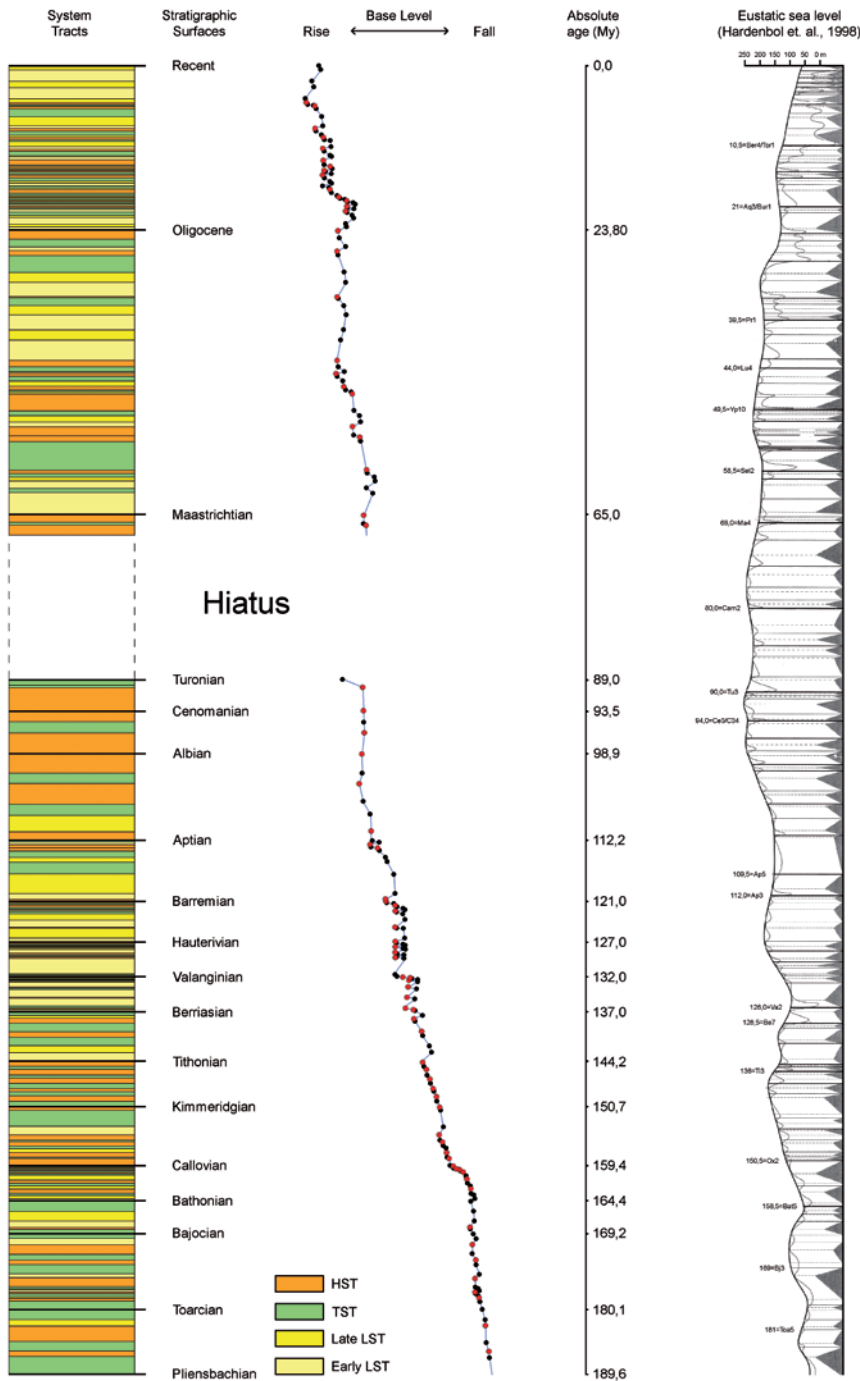 System Tracts
Stratigraphic Surfaces
Base Level
Rise
Fall
Absolute age (My)
Eustatic sea level
(Hardenbol et. al., 1998)
250 200 150 100 50 0 m
Recent 0,0
10,5=Ser4/Tor1
21=Aq3/Bur1
Oligocene 23,80
39,5=Pr1
44,0=Lu4
49,5=Yp10
58,5=Sel2
Maastrichtian 65,0
68,0=Ma4
Hiatus
80,0=Cam2
Turonian 89,0
90,0=Tu3
Cenomanian 93,5
94,0=Ce3/C34
Albian 98,9
Aptian 112,2
109,5=Ap5
112,0=Ap3
Barremian 121,0
Hauterivian 127,0
Valanginian 132,0
126,0=Va2
Berriasian 137,0
128,5=Be7
Tithonian 144,2
136=Ti3
Kimmeridgian 150,7
150,5=Ox2
Callovian 159,4
Bathonian 164,4
158,5=Bat5
Bajocian 169,2
169=Bj3
HST
TST
Late LST
Early LST
Toarcian 180,1
181=Toa5
Pliensbachian 189,6